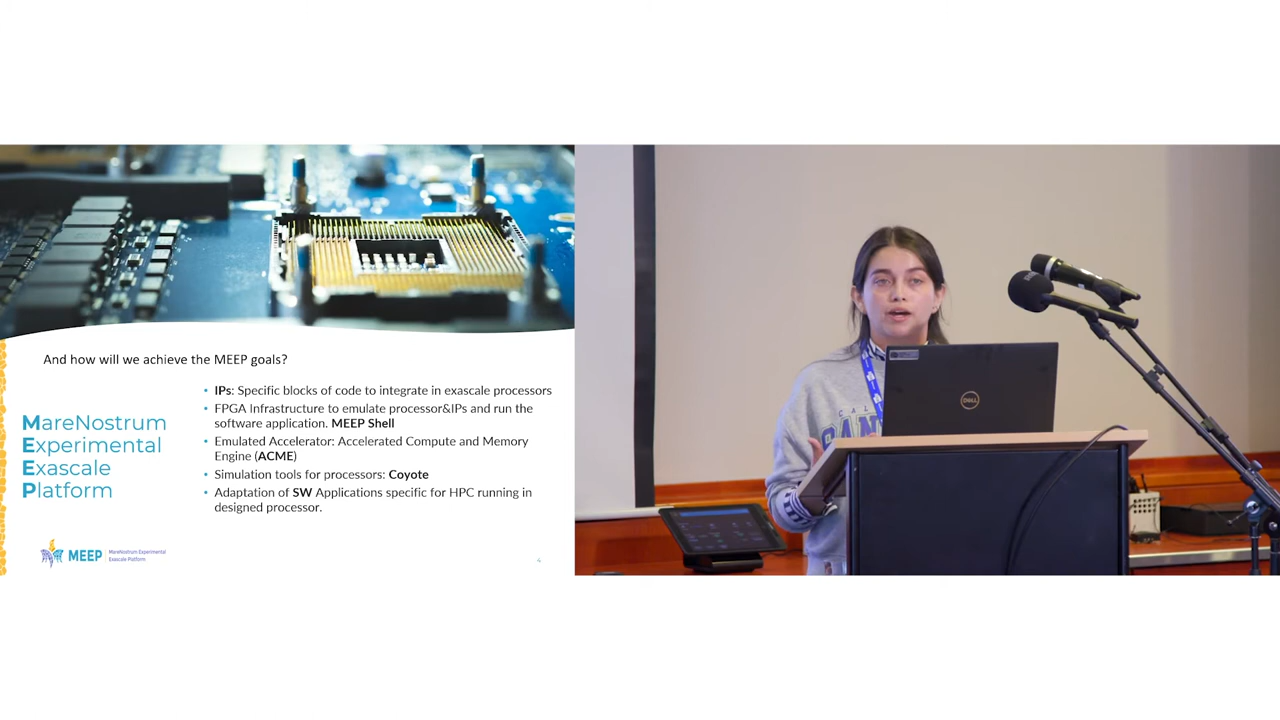 And how will we achieve the MEEP goals?
MareNostrum
Experimental
Exascale
Platform
• IPs: Specific blocks of code to integrate in exascale processors
• FPGA Infrastructure to emulate processor&IPs and run the
software application. MEEP Shell
• Emulated Accelerator: Accelerated Compute and Memory
Engine (ACME)
• Simulation tools for processors: Coyote
• Adaptation of SW Applications specific for HPC running in
designed processor.
MEEP
MareNostrum Experimental
Exascale Platform
4
DELL